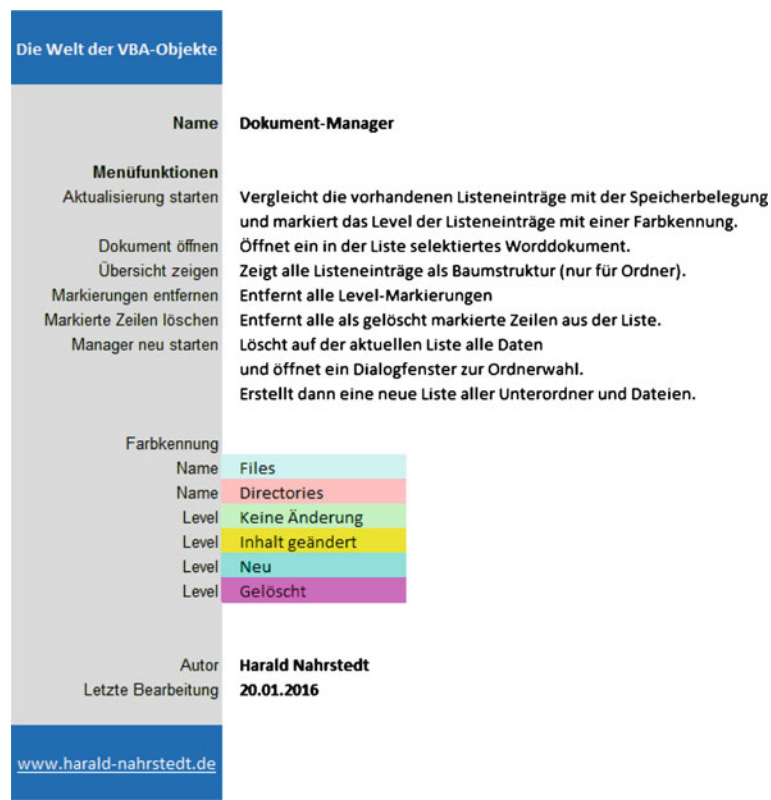 Die Welt der VBA-Objekte
Name Dokument-Manager
Menüfunktionen
Aktualisierung starten Vergleicht die vorhandenen Listeneinträge mit der Speicherbelegung
und markiert das Level der Listeneinträge mit einer Farbkennung.
Dokument öffnen Öffnet ein in der Liste selektiertes Worddokument.
Übersicht zeigen Zeigt alle Listeneinträge als Baumstruktur (nur für Ordner).
Markierungen entfernen Entfernt alle Level-Markierungen
Markierte Zeilen löschen Entfernt alle als gelöscht markierte Zeilen aus der Liste.
Manager neu starten Löscht auf der aktuellen Liste alle Daten
und öffnet ein Dialogfenster zur Ordnerwahl.
Erstellt dann eine neue Liste aller Unterordner und Dateien.
Farbkennung
Name Files
Name Directories
Level Keine Änderung
Level Inhalt geändert
Level Neu
Level Gelöscht
Autor Harald Nahrstedt
Letzte Bearbeitung 20.01.2016
www.harald-nahrstedt.de